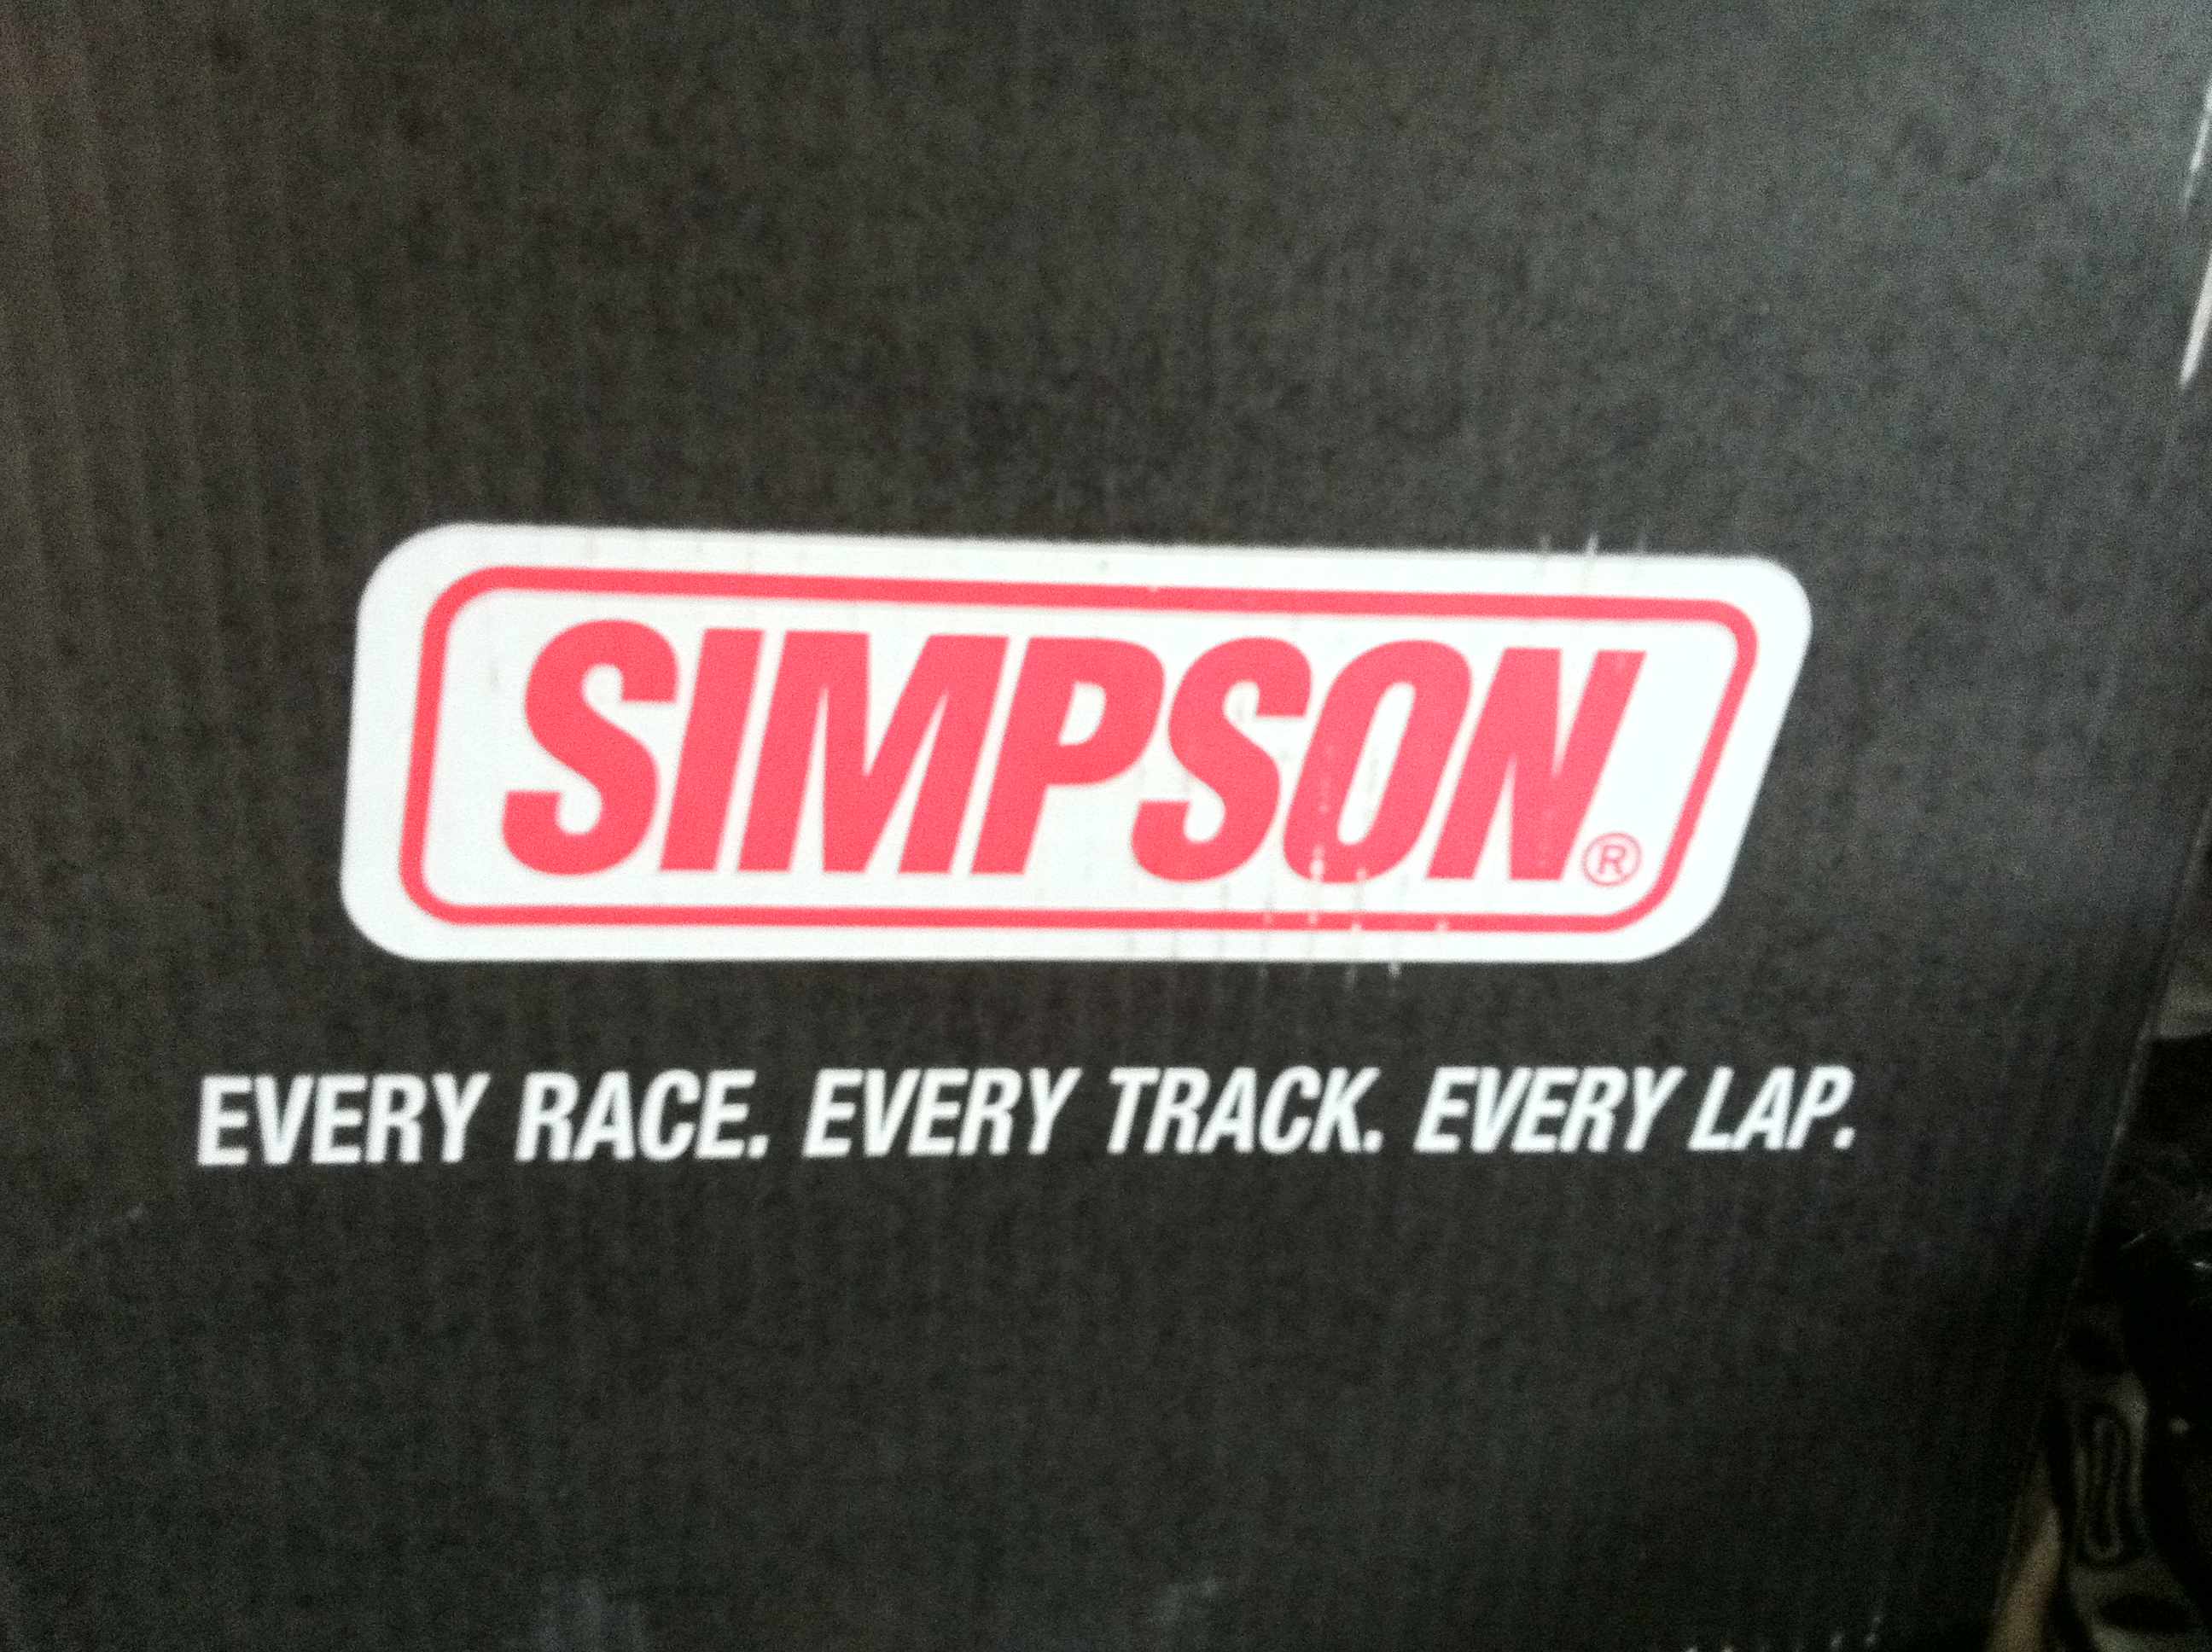 SIMPSON®
EVERY RACE. EVERY TRACK. EVERY LAP.